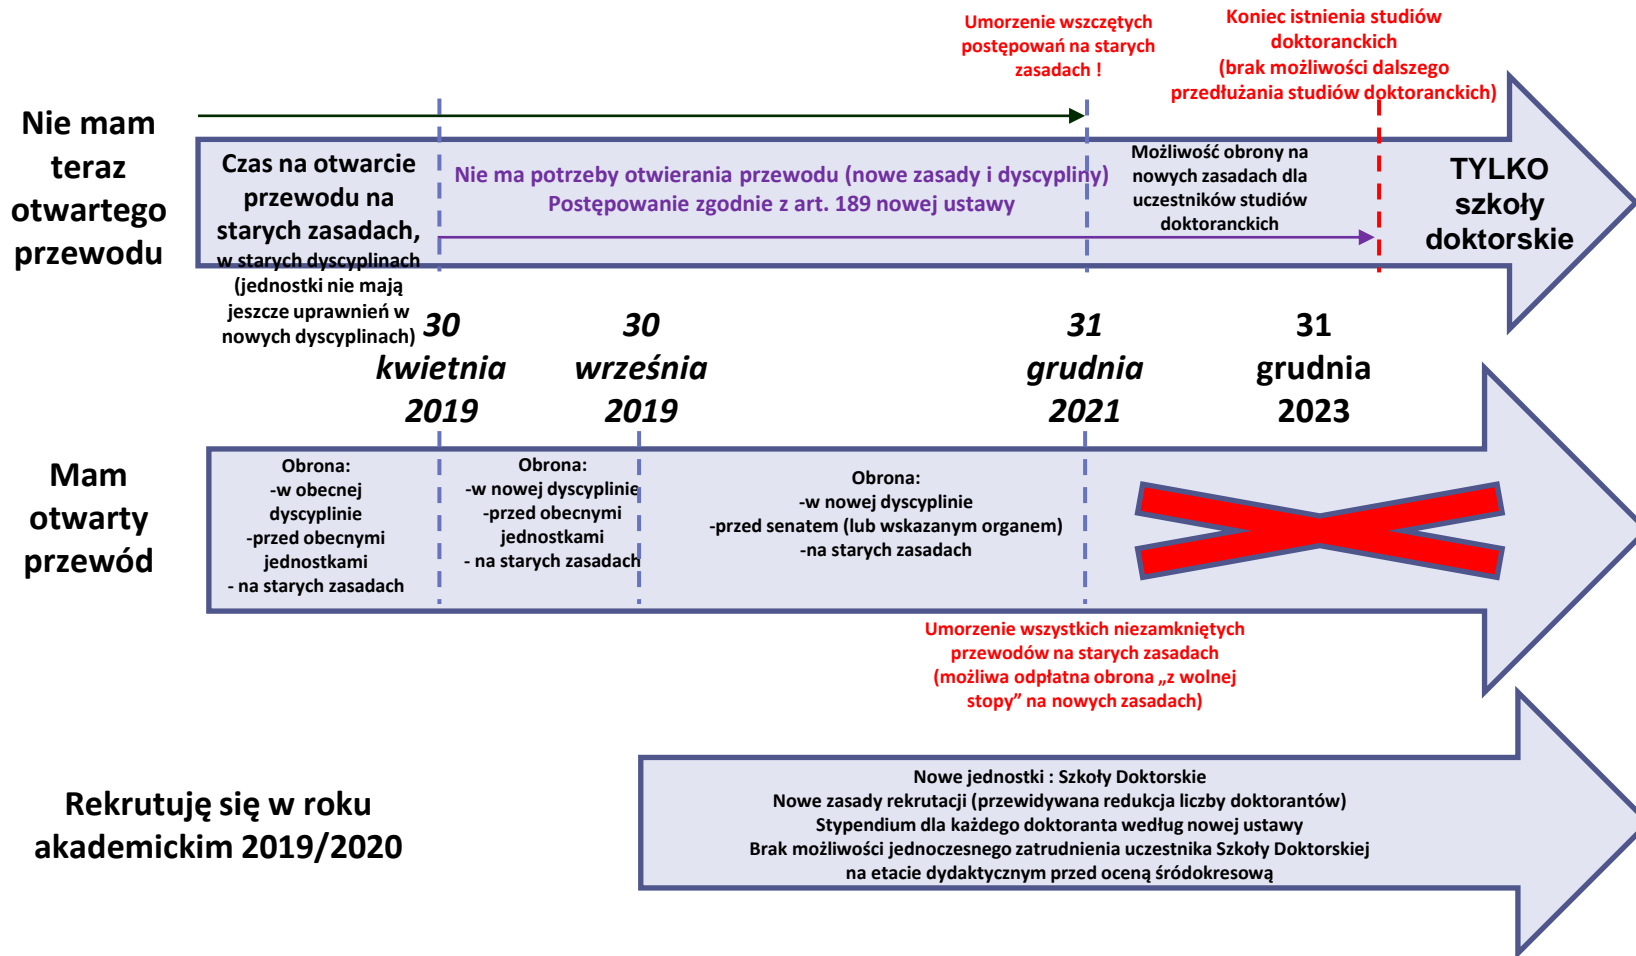 Umorzenie wszczętych
postępowań na starych
zasadach !
Koniec istnienia studiów
doktoranckich
(brak możliwości dalszego
przedłużania studiów doktoranckich)
Nie mam
teraz
otwartego
przewodu
Czas na otwarcie
przewodu na
starych zasadach,
w starych dyscyplinach
(jednostki nie mają
jeszcze uprawnień w
nowych dyscyplinach)
Nie ma potrzeby otwierania przewodu (nowe zasady i dyscypliny)
Postępowanie zgodnie z art. 189 nowej ustawy
Możliwość obrony na
nowych zasadach dla
uczestników studiów
doktoranckich
TYLKO
szkoły
doktorskie
30
kwietnia
2019
30
września
2019
31
grudnia
2021
31
grudnia
2023
Mam
otwarty
przewód
Obrona:
-w obecnej
dyscyplinie
-przed obecnymi
jednostkami
- na starych zasadach
Obrona:
-w nowej dyscyplinie
-przed obecnymi
jednostkami
- na starych zasadach
Obrona:
-w nowej dyscyplinie
-przed senatem (lub wskazanym organem)
-na starych zasadach
Umorzenie wszystkich niezamkniętych
przewodów na starych zasadach
(możliwa odpłatna obrona „z wolnej
stopy” na nowych zasadach)
Rekrutuję się w roku
akademickim 2019/2020
Nowe jednostki : Szkoły Doktorskie
Nowe zasady rekrutacji (przewidywana redukcja liczby doktorantów)
Stypendium dla każdego doktoranta według nowej ustawy
Brak możliwości jednoczesnego zatrudnienia uczestnika Szkoły Doktorskiej
na etacie dydaktycznym przed oceną śródokresową